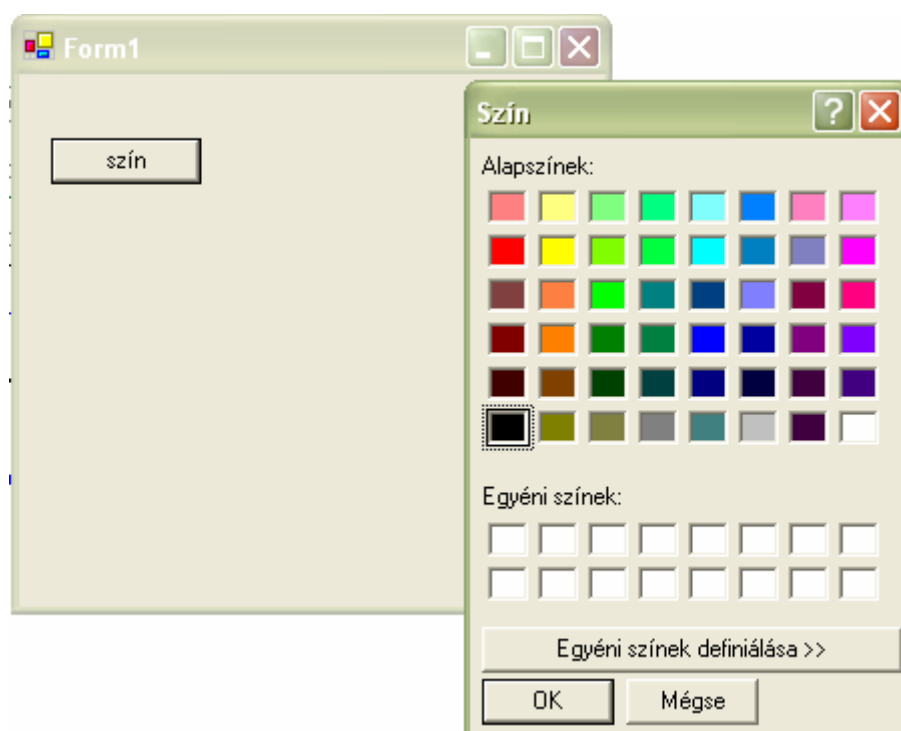 Form1
szín
Szín
Alapszínek:
Egyéni színek:
Egyéni színek definiálása >>
OK
Mégse